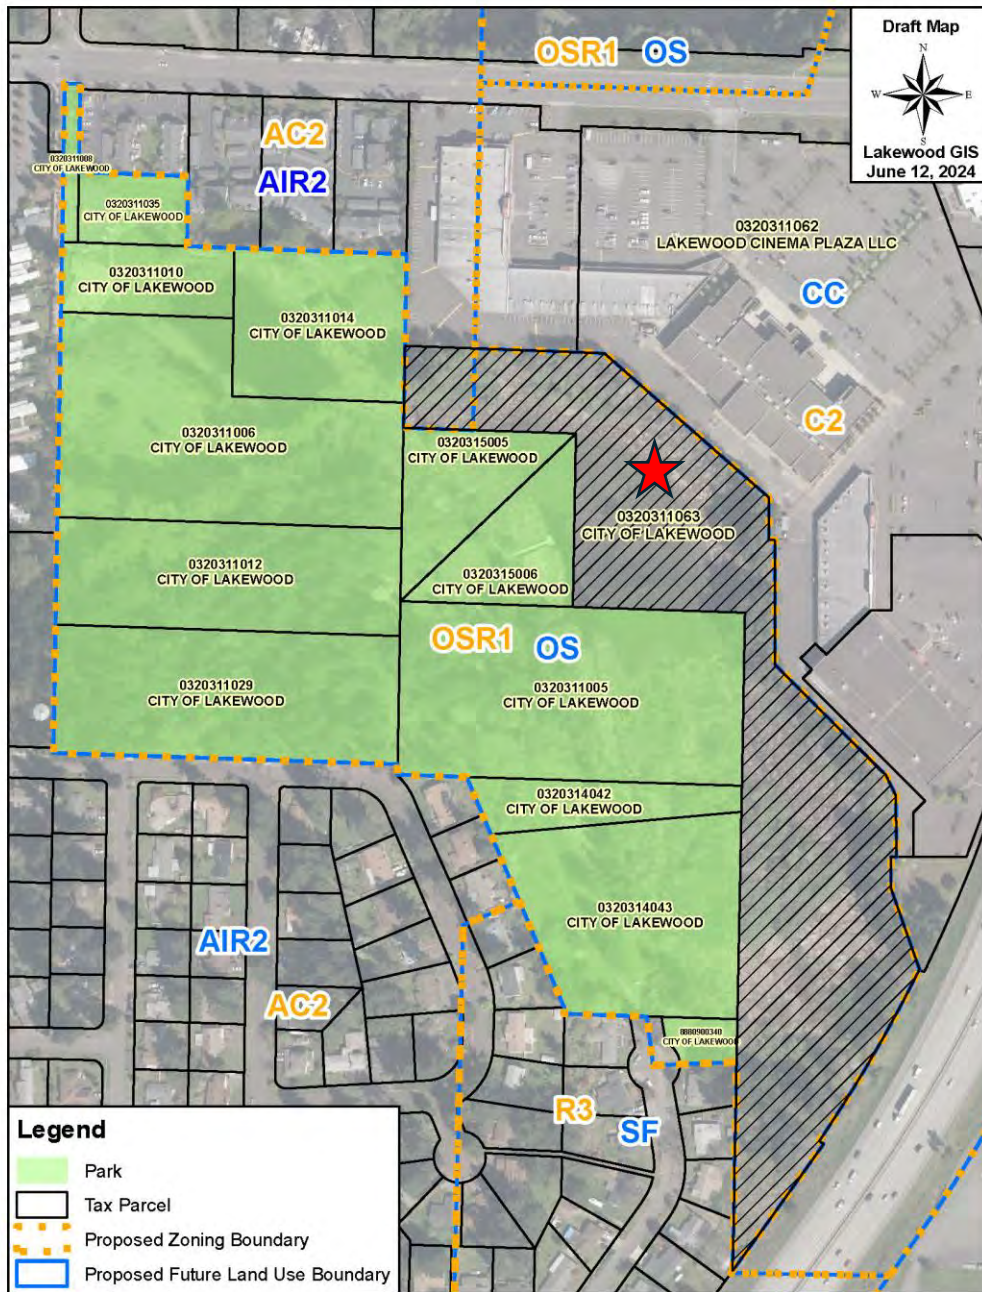 Draft Map
N
W
E
S
Lakewood GIS
June 12, 2024
OSR1 OS
AC2
AIR2
0320311008
CITY OF LAKEWOOD
0320311035
CITY OF LAKEWOOD
0320311062
LAKEWOOD CINEMA PLAZA LLC
CC
0320311010
CITY OF LAKEWOOD
0320311014
CITY OF LAKEWOOD
C2
0320311006
CITY OF LAKEWOOD
0320315005
CITY OF LAKEWOOD
0320311063
CITY OF LAKEWOOD
0320311012
CITY OF LAKEWOOD
0320315006
CITY OF LAKEWOOD
OSR1 OS
0320311029
CITY OF LAKEWOOD
0320311005
CITY OF LAKEWOOD
0320314042
CITY OF LAKEWOOD
0320314043
CITY OF LAKEWOOD
AIR2
AC2
8880900340
CITY OF LAKEWOOD
R3
SF
Legend
Park
Tax Parcel
Proposed Zoning Boundary
Proposed Future Land Use Boundary